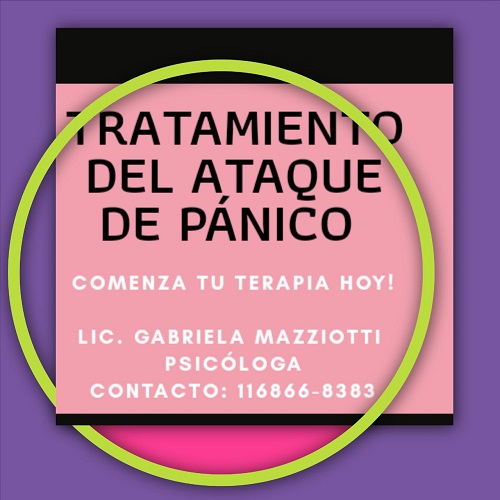 TRATAMIENTO
DEL ATAQUE
DE PÁNICO
COMENZA TU TERAPIA HOY!
LIC. GABRIELA MAZZIOTTI
PSICÓLOGA
CONTACTO: 116866-8383